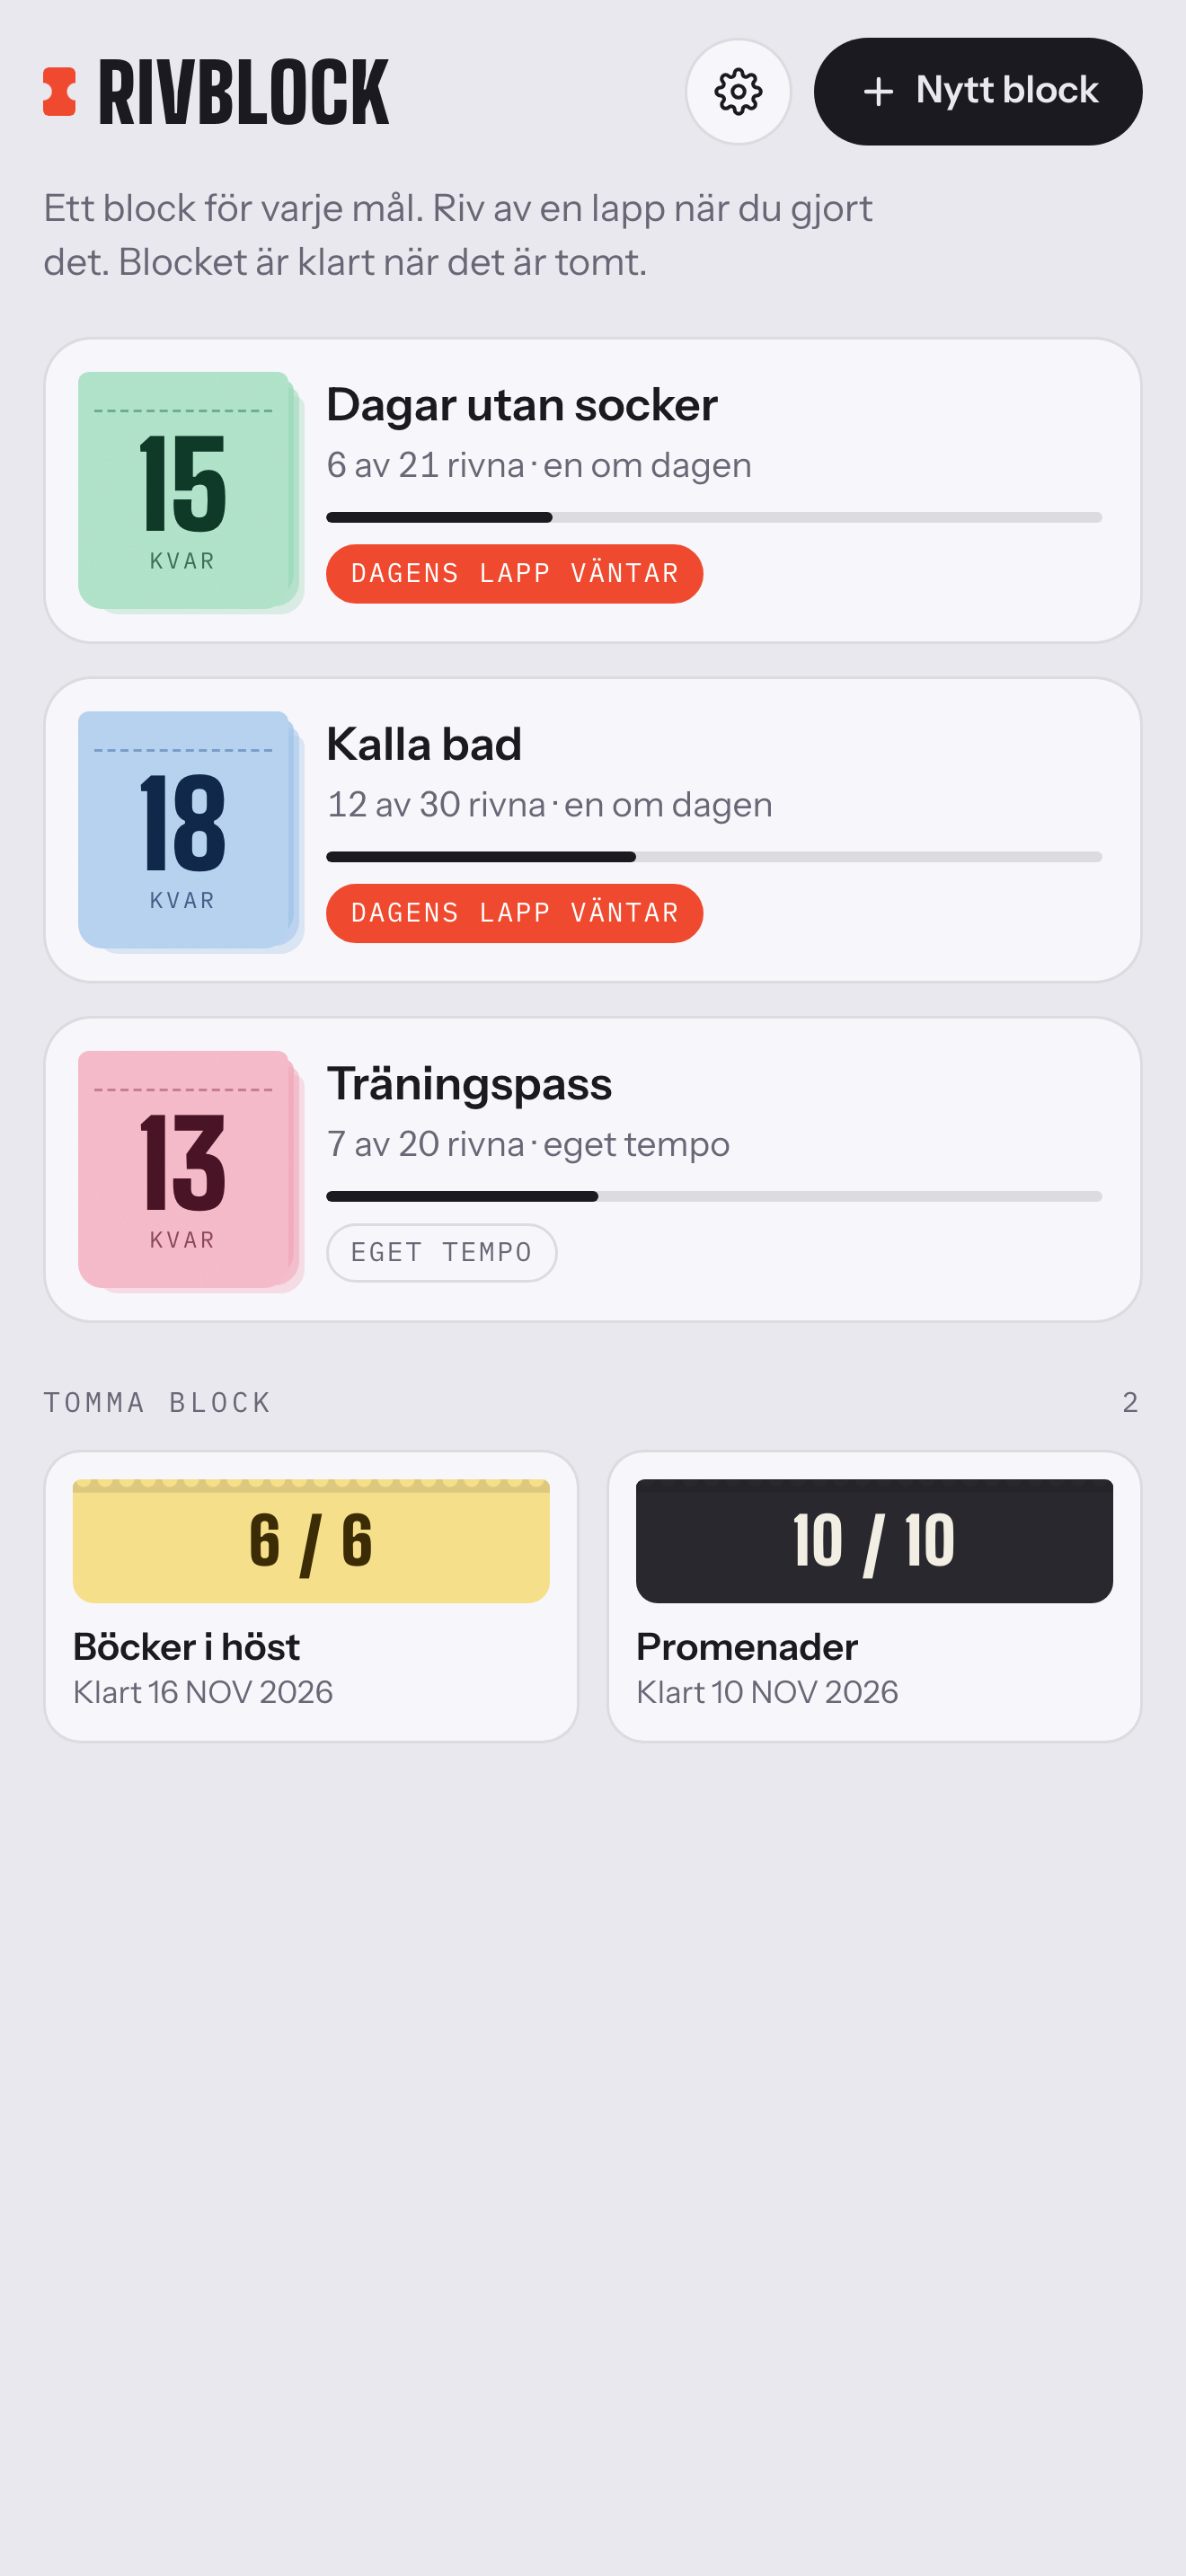 RIVBLOCK
+ Nytt block
Ett block för varje mål. Riv av en lapp när du gjort
det. Blocket är klart när det är tomt.
15
KVAR
Dagar utan socker
6 av 21 rivna · en om dagen
DAGENS LAPP VÄNTAR
18
KVAR
Kalla bad
12 av 30 rivna · en om dagen
DAGENS LAPP VÄNTAR
13
KVAR
Träningspass
7 av 20 rivna · eget tempo
EGET TEMPO
TOMMA BLOCK 2
6 / 6
Böcker i höst
Klart 16 NOV 2026
10 / 10
Promenader
Klart 10 NOV 2026